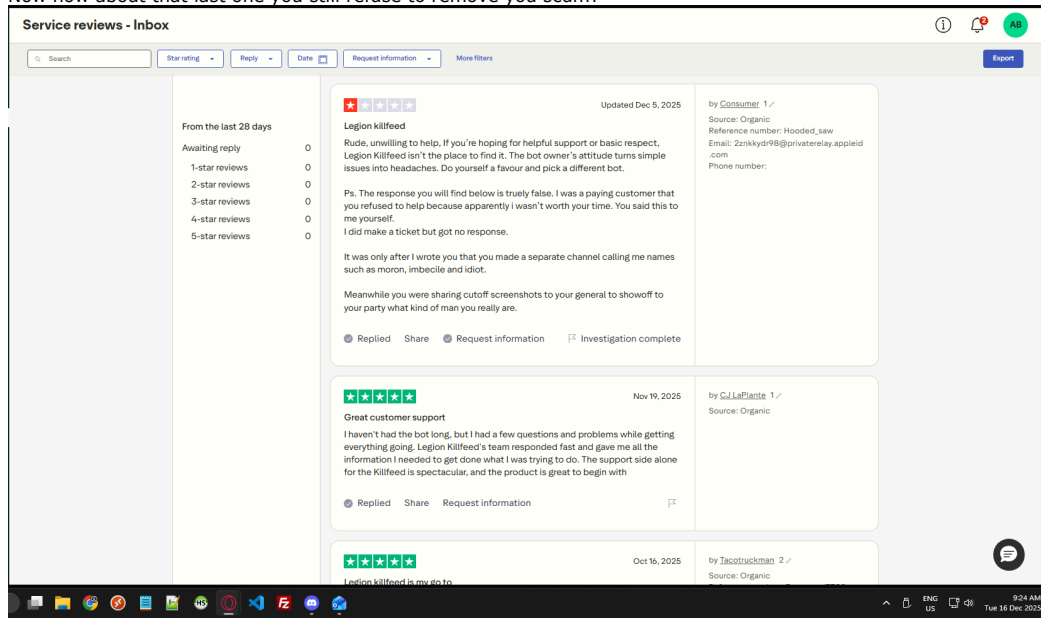 Now how about that last one you still refuse to remove you scam?
Service reviews - Inbox
2
AB
Search
Star rating
Reply
Date
Request information
More filters
Export
From the last 28 days
Awaiting reply 0
1-star reviews 0
2-star reviews 0
3-star reviews 0
4-star reviews 0
5-star reviews 0
Updated Dec 5, 2025
Legion killfeed
Rude, unwilling to help, If you're hoping for helpful support or basic respect,
Legion Killfeed isn't the place to find it. The bot owner's attitude turns simple
issues into headaches. Do yourself a favour and pick a different bot.
Ps. The response you will find below is truely false. I was a paying customer that
you refused to help because apparently i wasn't worth your time. You said this to
me yourself.
I did make a ticket but got no response.
It was only after I wrote you that you made a separate channel calling me names
such as moron, imbecile and idiot.
Meanwhile you were sharing cutoff screenshots to your general to showoff to
your party what kind of man you really are.
Replied Share Request information Investigation complete
by Consumer 1
Source: Organic
Reference number: Hooded_saw
Email: 2znkkydr98@privaterelay.appleid
.com
Phone number:
Nov 19, 2025
Great customer support
I haven't had the bot long, but I had a few questions and problems while getting
everything going. Legion Killfeed's team responded fast and gave me all the
information I needed to get done what I was trying to do. The support side alone
for the Killfeed is spectacular, and the product is great to begin with
Replied Share Request information
by CJ LaPlante 1
Source: Organic
Oct 16, 2025
Legion killfeed is my go to
by Tacotruckman 2
Source: Organic
HS
ENG
US
9:24 AM
Tue 16 Dec 2025